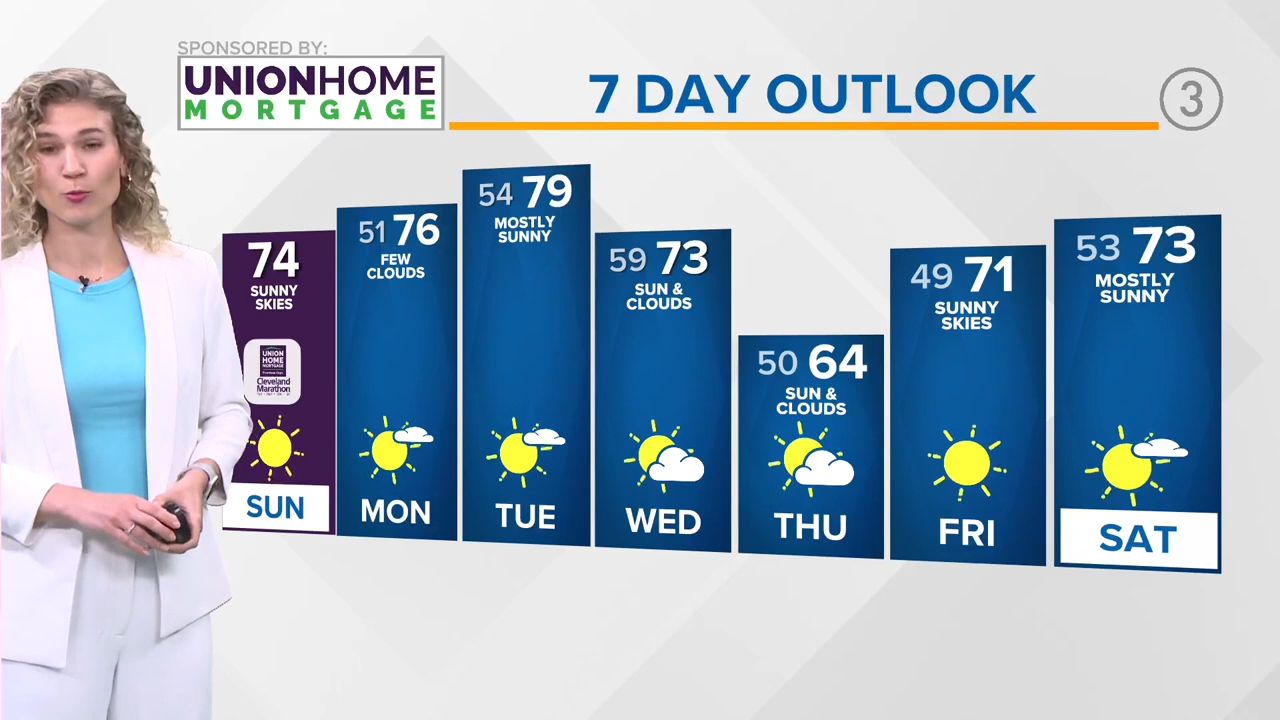 SPONSORED BY:
UNIONHOME
MORTGAGE
7 DAY OUTLOOK
3
74
SUNNY
SKIES
UNION
HOME
MORTGAGE
Cleveland
Marathon
SUN
51 76
FEW
CLOUDS
MON
54 79
MOSTLY
SUNNY
TUE
59 73
SUN &
CLOUDS
WED
50 64
SUN &
CLOUDS
THU
49 71
SUNNY
SKIES
FRI
53 73
MOSTLY
SUNNY
SAT